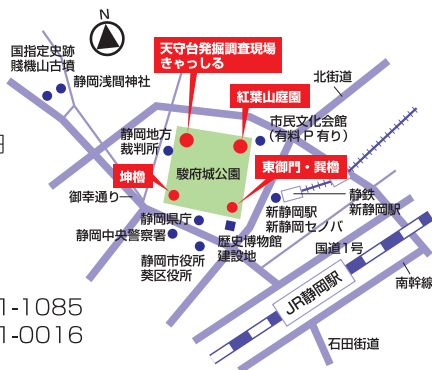 N
天守台発掘調査現場
きゃっしる
国指定史跡
賤機山古墳
静岡浅間神社
北街道
紅葉山庭園
市民文化会館
(有料P有り)
静岡地方
裁判所
駿府城公園
東御門・巽櫓
坤櫓
御幸通り
静鉄
新静岡駅
新静岡駅
新静岡セノバ
静岡県庁
静岡中央警察署
歴史博物館
建設地
国道1号
静岡市役所
葵区役所
JR静岡駅
南幹線
石田街道
1-1085
1-0016